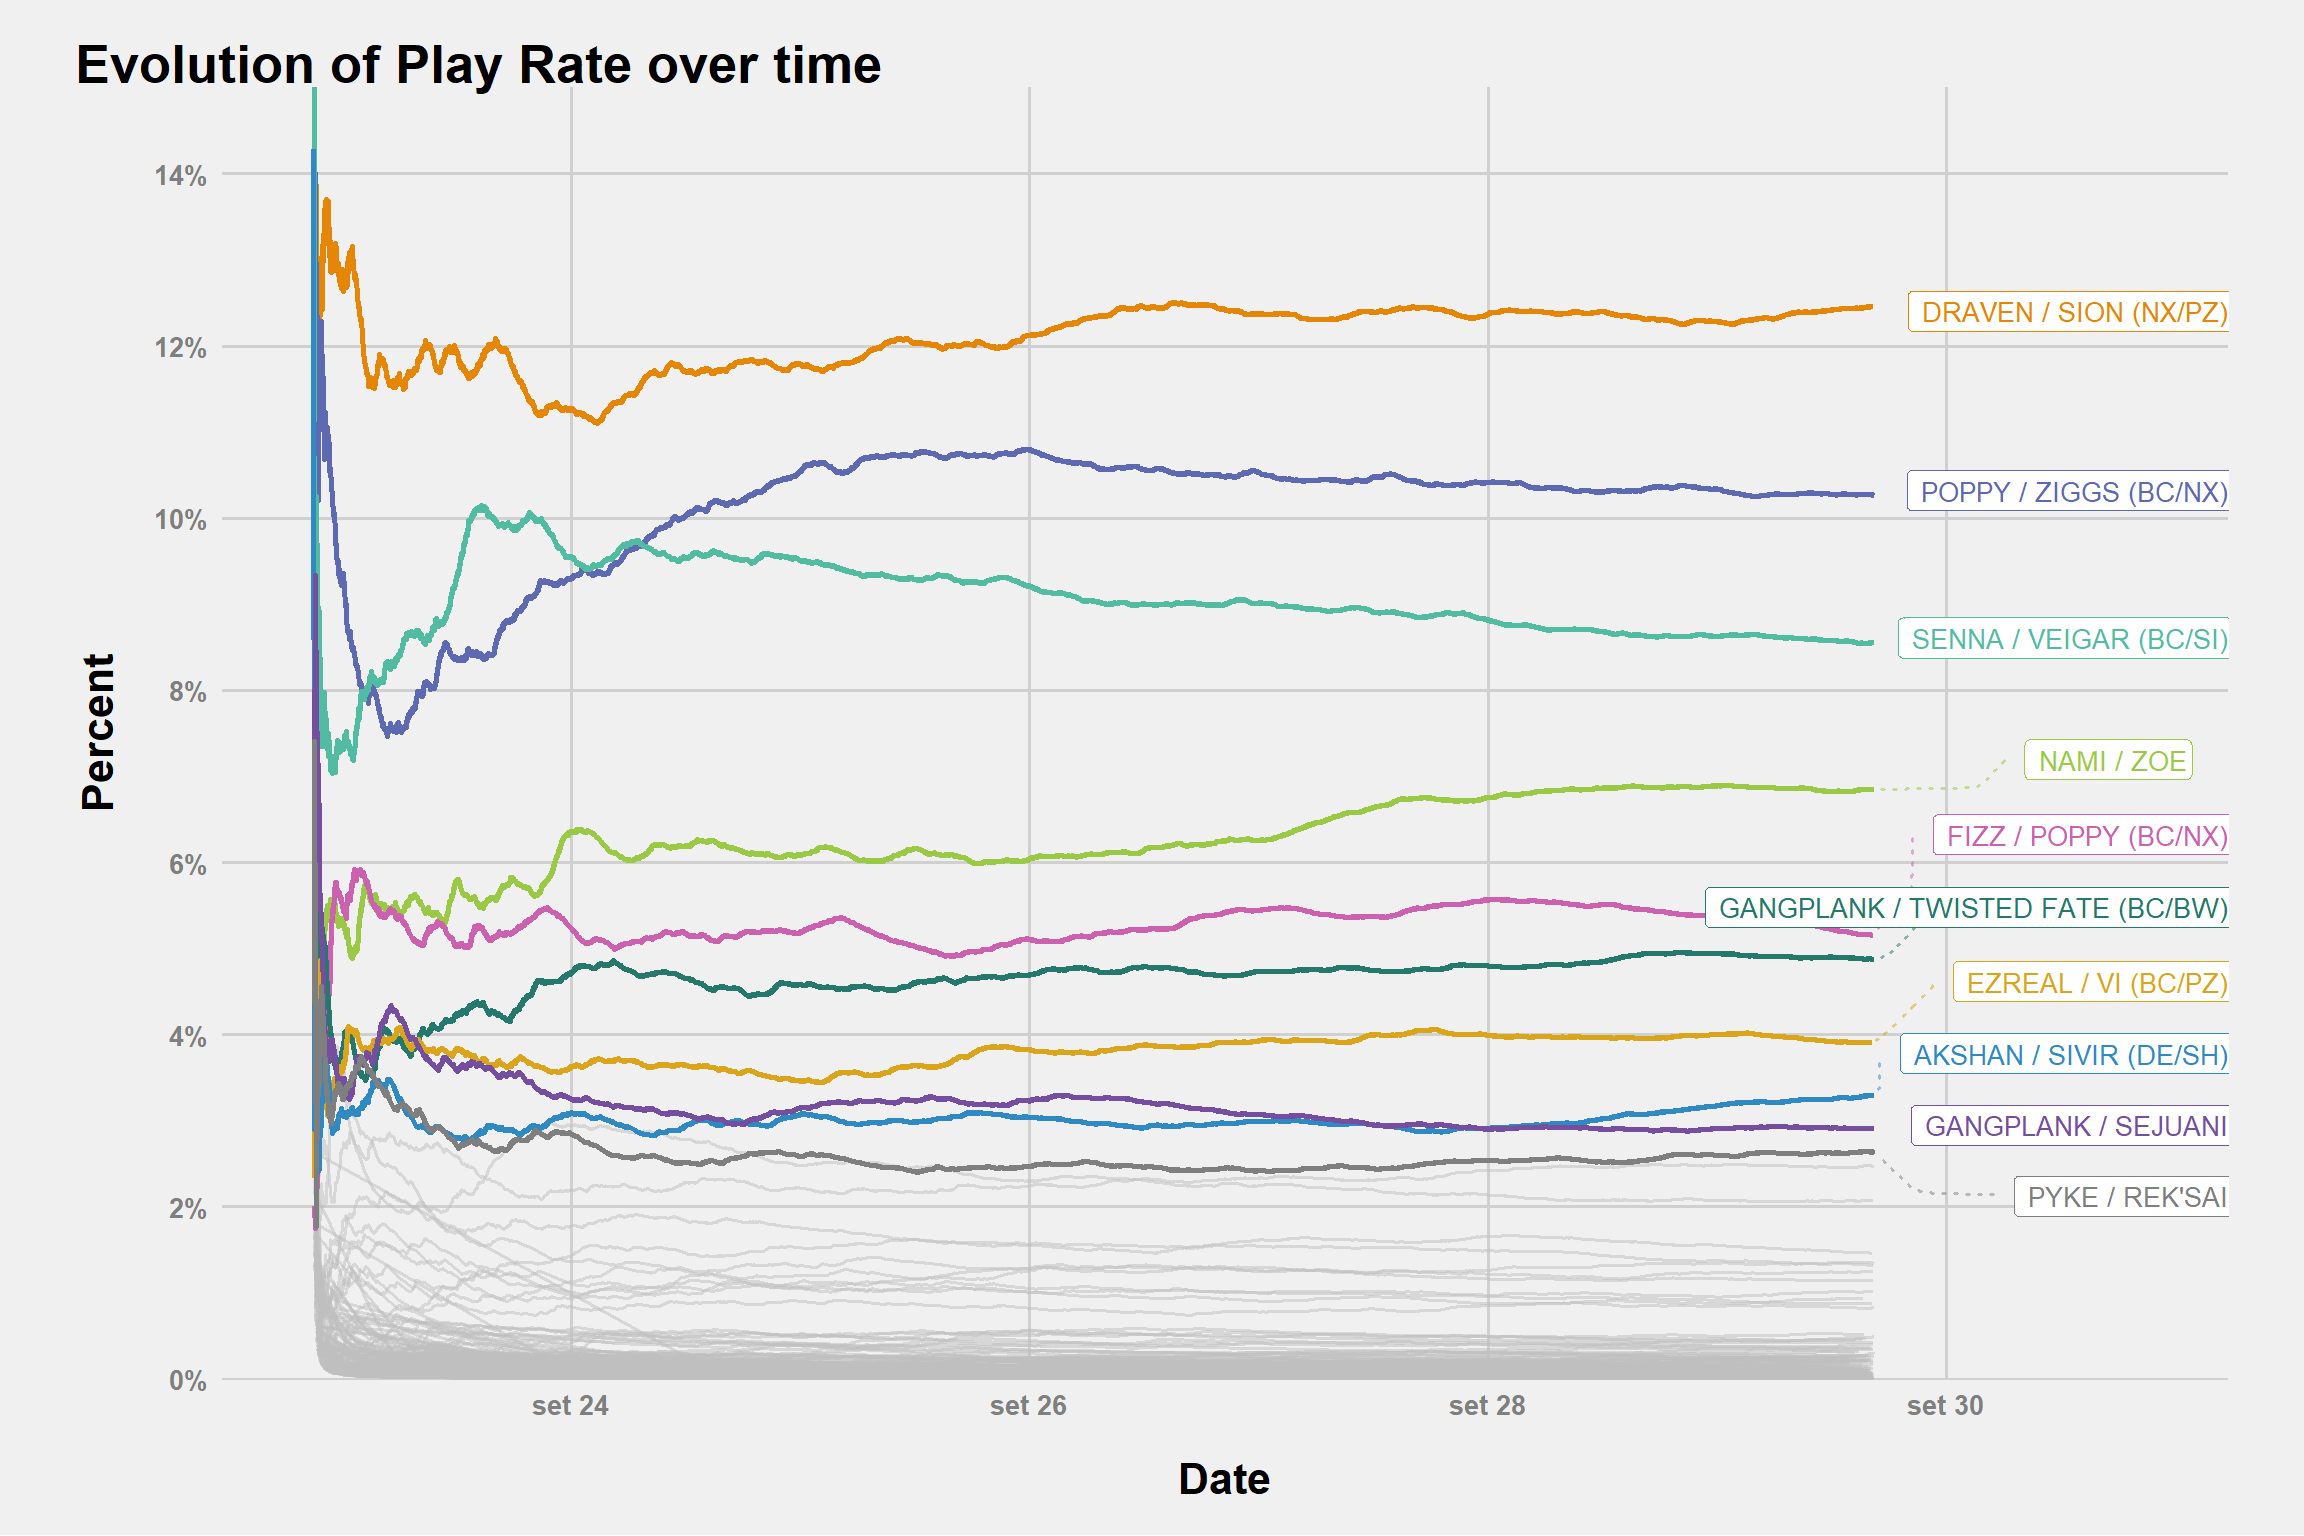 Evolution of Play Rate over time
Percent
14%
12%
10%
8%
6%
4%
2%
0%
DRAVEN / SION (NX/PZ)
POPPY / ZIGGS (BC/NX)
SENNA / VEIGAR (BC/SI)
NAMI / ZOE
FIZZ / POPPY (BC/NX)
GANGPLANK / TWISTED FATE (BC/BW)
EZREAL / VI (BC/PZ)
AKSHAN / SIVIR (DE/SH)
GANGPLANK / SEJUANI
PYKE / REK'SAI
set 24
set 26
set 28
set 30
Date